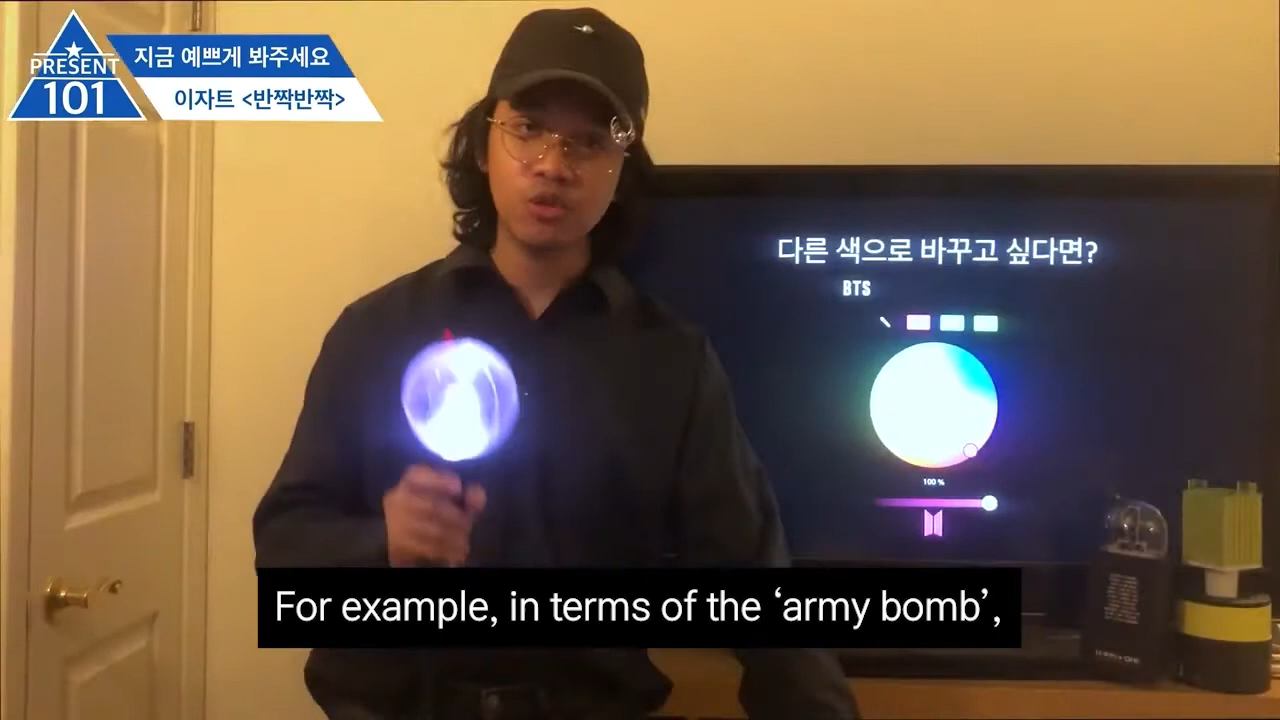 PRESENT
101
지금 예쁘게 봐주세요
이자트 <반짝반짝>
다른 색으로 바꾸고 싶다면?
BTS
100 %
For example, in terms of the ‘army bomb’,